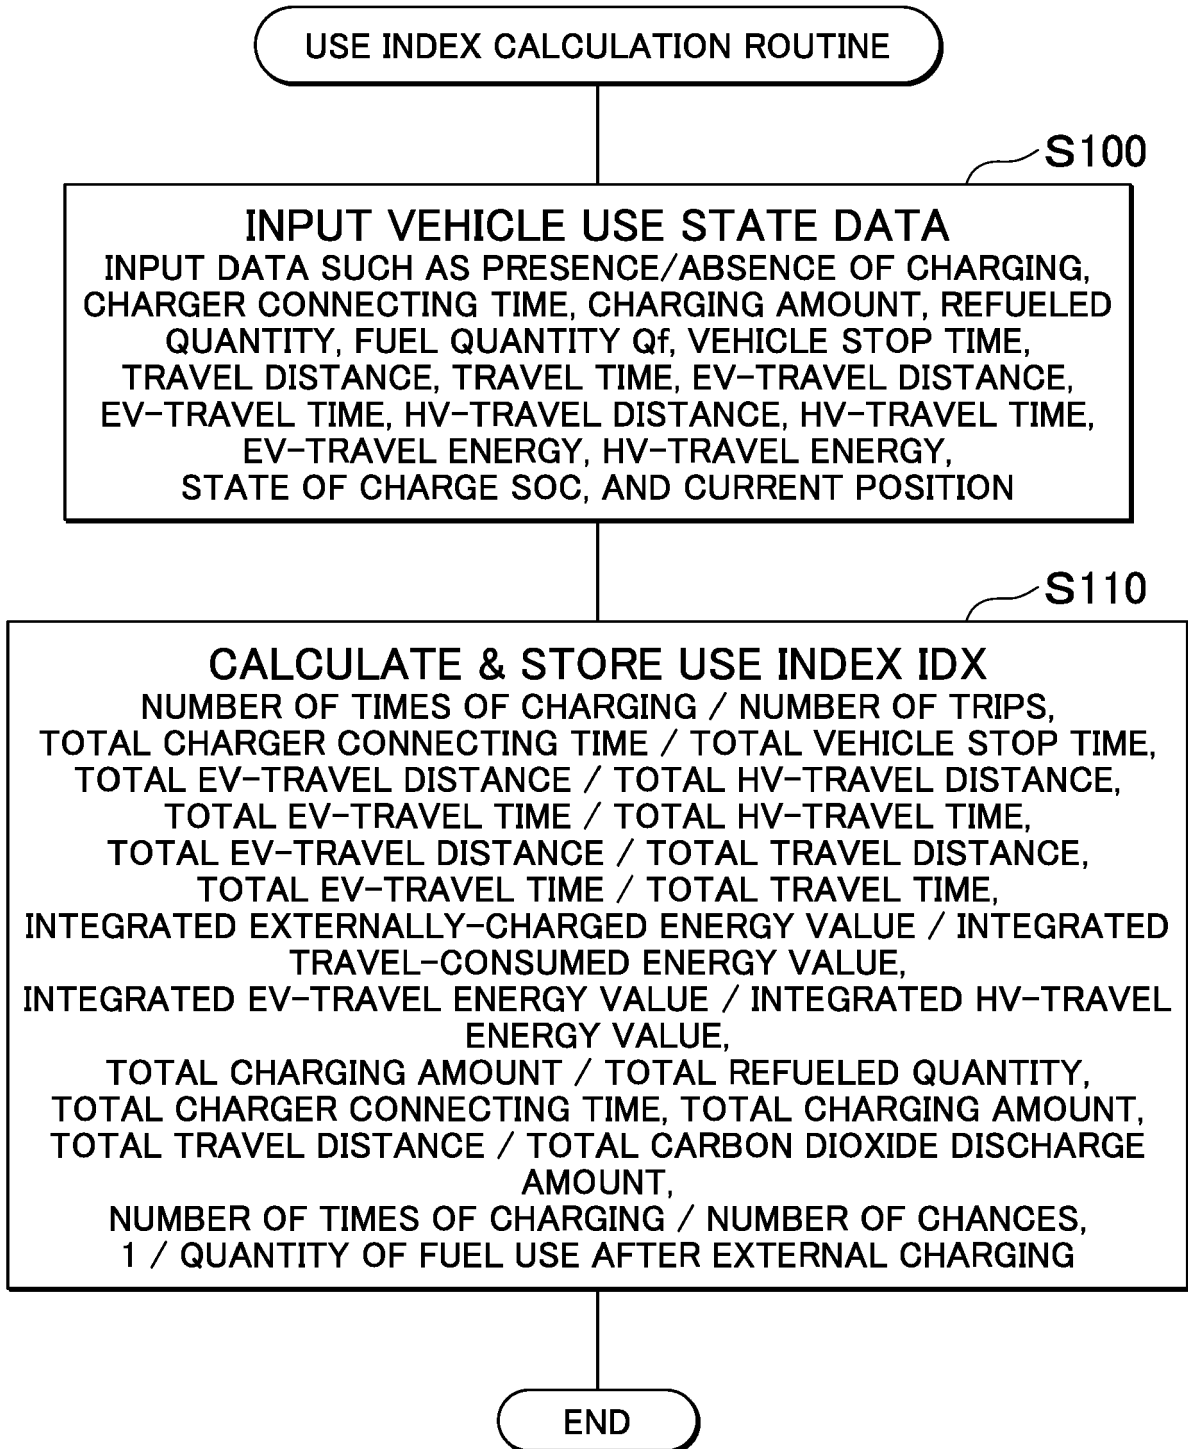 USE INDEX CALCULATION ROUTINE
S100
INPUT VEHICLE USE STATE DATA
INPUT DATA SUCH AS PRESENCE/ABSENCE OF CHARGING,
CHARGER CONNECTING TIME, CHARGING AMOUNT, REFUELED
QUANTITY, FUEL QUANTITY Qf, VEHICLE STOP TIME,
TRAVEL DISTANCE, TRAVEL TIME, EV-TRAVEL DISTANCE,
EV-TRAVEL TIME, HV-TRAVEL DISTANCE, HV-TRAVEL TIME,
EV-TRAVEL ENERGY, HV-TRAVEL ENERGY,
STATE OF CHARGE SOC, AND CURRENT POSITION
S110
CALCULATE & STORE USE INDEX IDX
NUMBER OF TIMES OF CHARGING / NUMBER OF TRIPS,
TOTAL CHARGER CONNECTING TIME / TOTAL VEHICLE STOP TIME,
TOTAL EV-TRAVEL DISTANCE / TOTAL HV-TRAVEL DISTANCE,
TOTAL EV-TRAVEL TIME / TOTAL HV-TRAVEL TIME,
TOTAL EV-TRAVEL DISTANCE / TOTAL TRAVEL DISTANCE,
TOTAL EV-TRAVEL TIME / TOTAL TRAVEL TIME,
INTEGRATED EXTERNALLY-CHARGED ENERGY VALUE / INTEGRATED
TRAVEL-CONSUMED ENERGY VALUE,
INTEGRATED EV-TRAVEL ENERGY VALUE / INTEGRATED HV-TRAVEL
ENERGY VALUE,
TOTAL CHARGING AMOUNT / TOTAL REFUELED QUANTITY,
TOTAL CHARGER CONNECTING TIME, TOTAL CHARGING AMOUNT,
TOTAL TRAVEL DISTANCE / TOTAL CARBON DIOXIDE DISCHARGE
AMOUNT,
NUMBER OF TIMES OF CHARGING / NUMBER OF CHANCES,
1 / QUANTITY OF FUEL USE AFTER EXTERNAL CHARGING
END